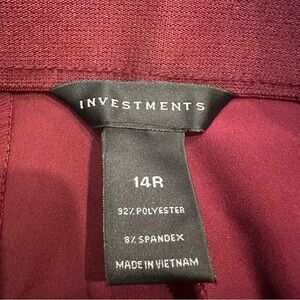 INVESTMENTS
14R
92% POLYESTER
8% SPANDEX
MADE IN VIETNAM